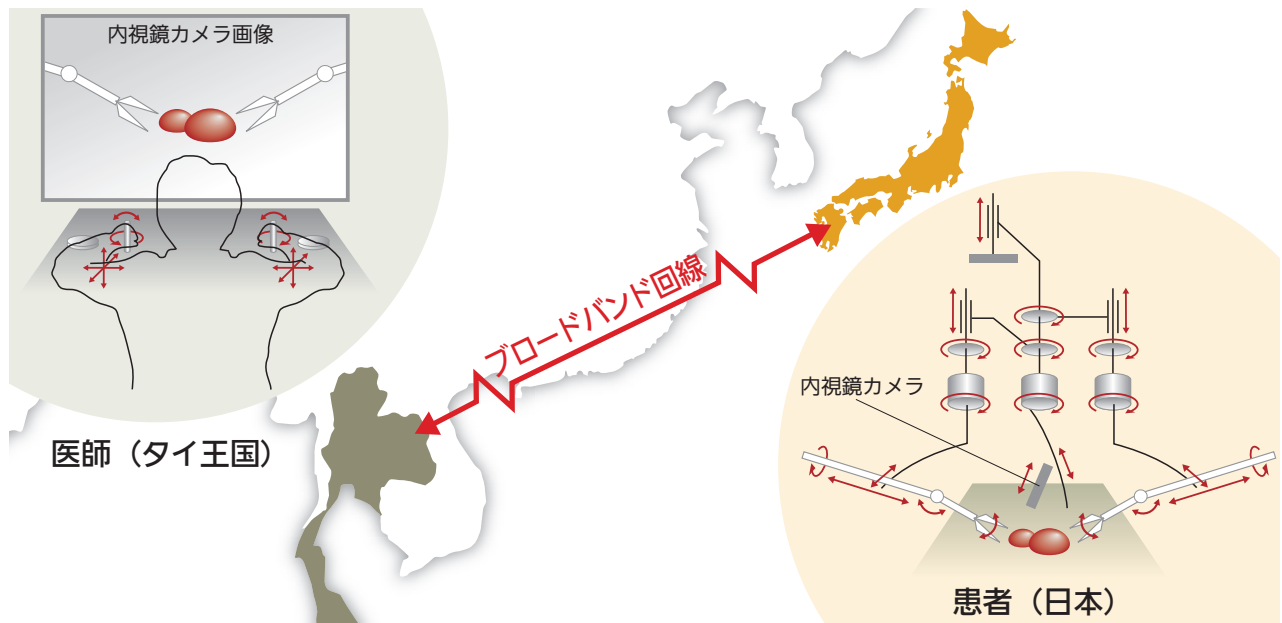 内視鏡カメラ画像
医師（タイ王国）
ブロードバンド回線
内視鏡カメラ
患者（日本）